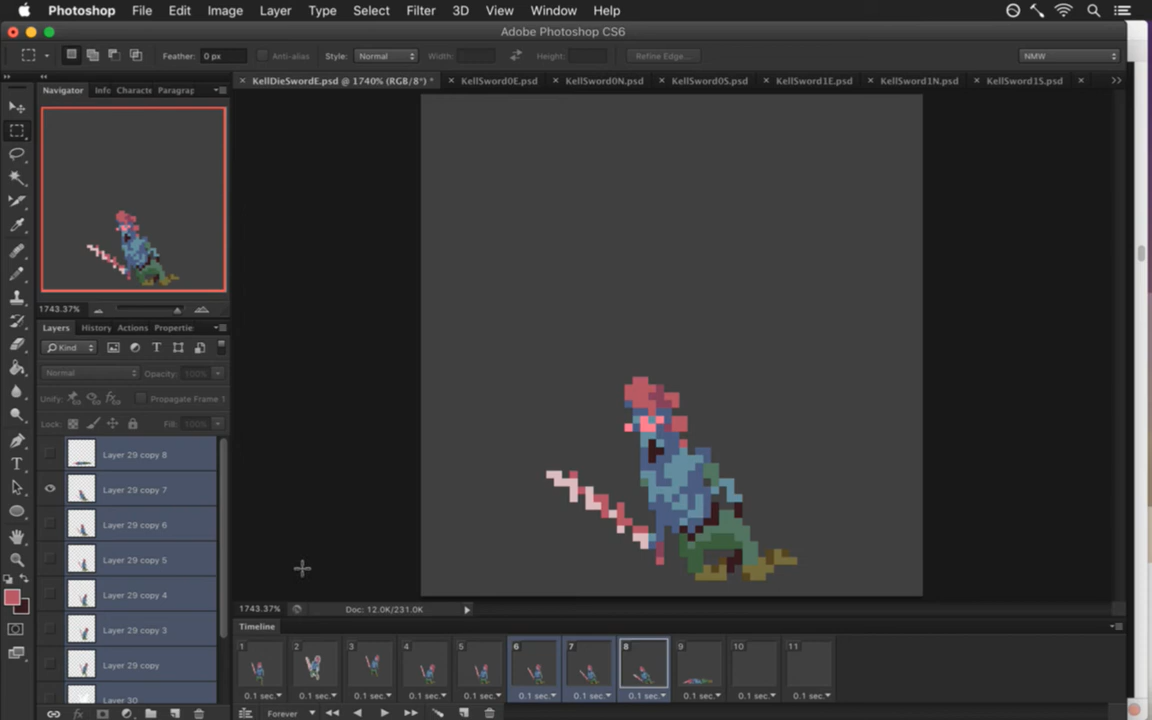 Photoshop File Edit Image Layer Type Select Filter 3D View Window Help
Adobe Photoshop CS6
Feather: 0 px Anti-alias Style: Normal Width: Height: Refine Edge... NMW
× KellDieSwordE.psd @ 1740% (RGB/8*) * × KellSword0E.psd × KellSword0N.psd × KellSword0S.psd × KellSword1E.psd × KellSword1N.psd × KellSword1S.psd ×
Navigator Info Characte Paragrap
1743.37%
Layers History Actions Propertie
Kind T
Normal Opacity: 100%
Unify: Propagate Frame 1
Lock: Fill: 100%
Layer 29 copy 8
Layer 29 copy 7
Layer 29 copy 6
Layer 29 copy 5
Layer 29 copy 4
Layer 29 copy 3
Layer 29 copy
Layer 30
fx
1743.37% Doc: 12.0K/231.0K
Timeline
1 2 3 4 5 6 7 8 9 10 11
0.1 sec. 0.1 sec. 0.1 sec. 0.1 sec. 0.1 sec. 0.1 sec. 0.1 sec. 0.1 sec. 0.1 sec. 0.1 sec. 0.1 sec.
Forever